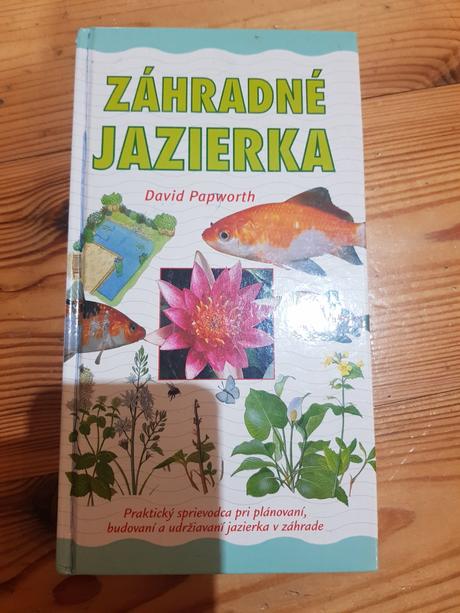 ZÁHRADNÉ
JAZIERKA
David Papworth
Praktický sprievodca pri plánovaní,
budovaní a udržiavaní jazierka v záhrade